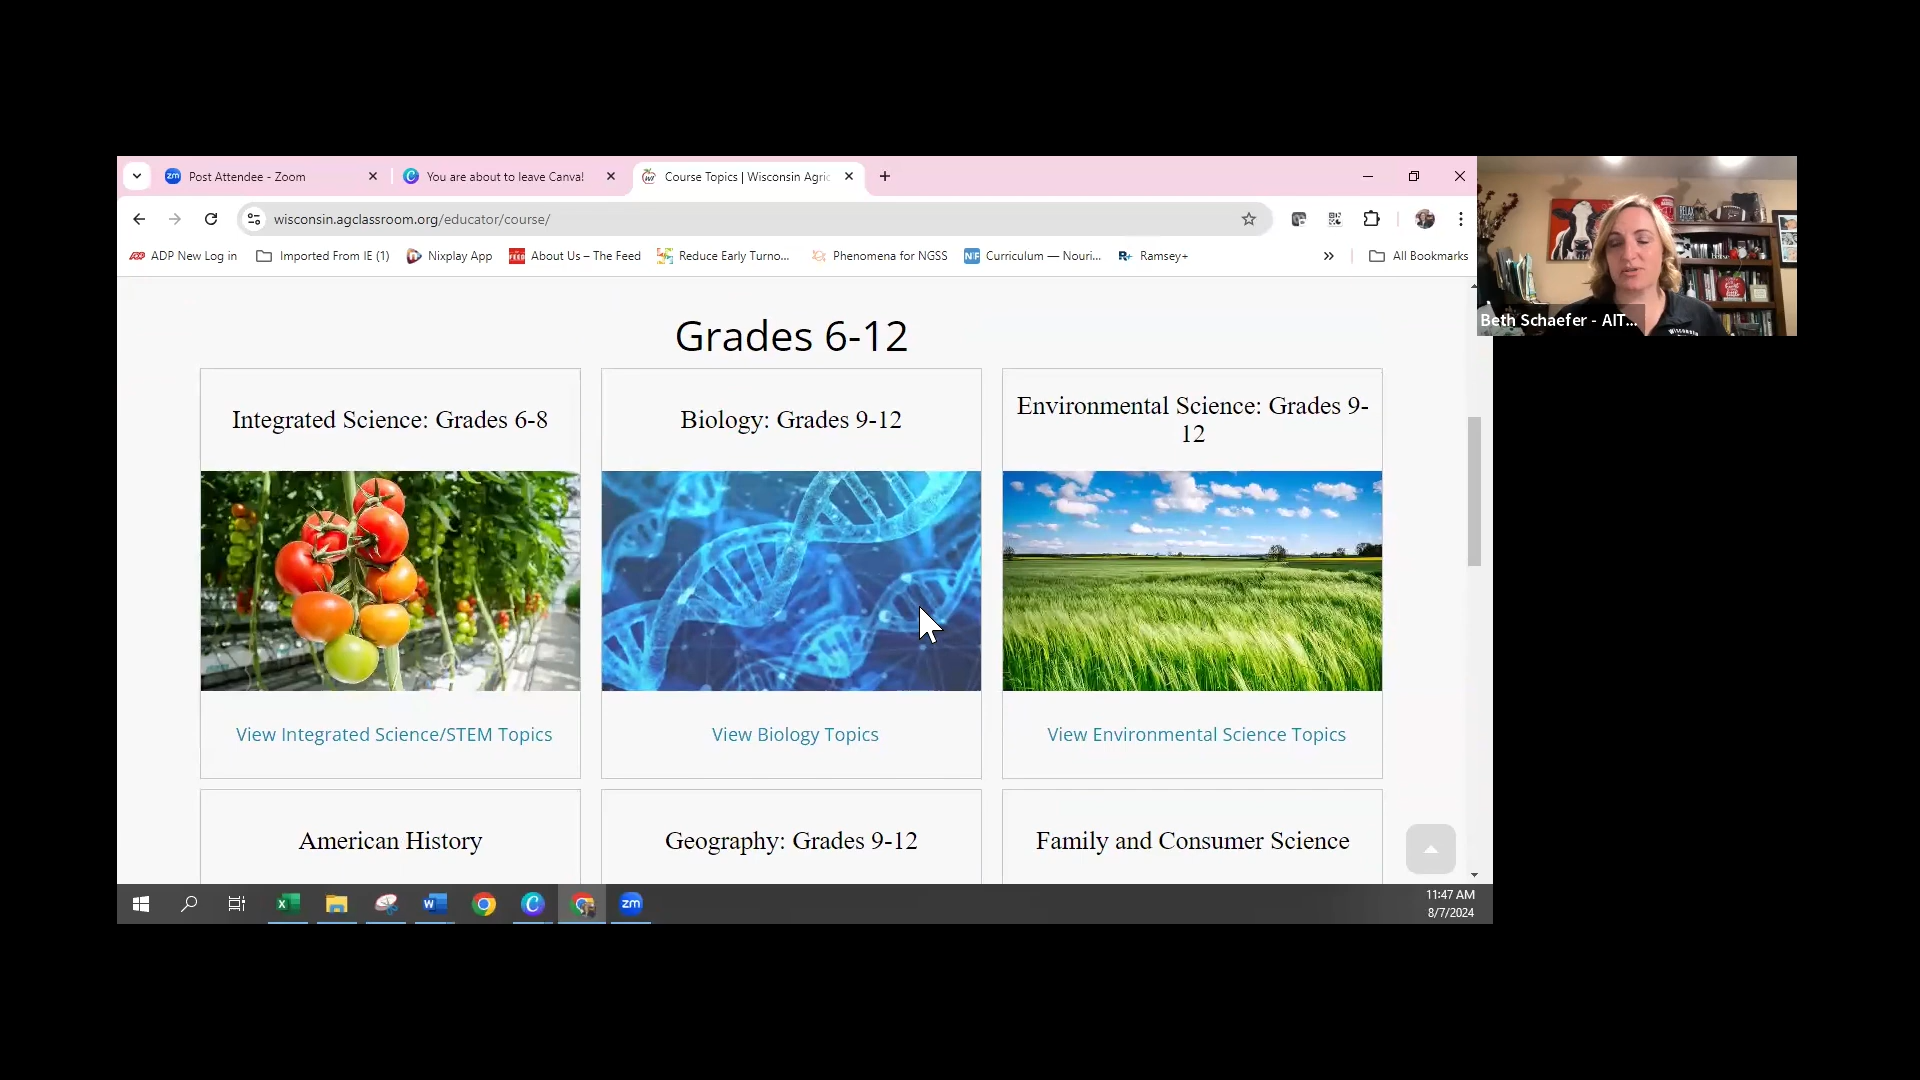 Post Attendee - Zoom
You are about to leave Canva!
Course Topics | Wisconsin Agric
wisconsin.agclassroom.org/educator/course/
ADP New Log in
Imported From IE (1)
Nixplay App
About Us – The Feed
Reduce Early Turno...
Phenomena for NGSS
NF
Curriculum — Nouri...
R+
Ramsey+
All Bookmarks
Beth Schaefer - AIT...
WISCONSIN
RELAX
Grades 6-12
Integrated Science: Grades 6-8
Biology: Grades 9-12
Environmental Science: Grades 9-
12
View Integrated Science/STEM Topics
View Biology Topics
View Environmental Science Topics
American History
Geography: Grades 9-12
Family and Consumer Science
zm
11:47 AM
8/7/2024